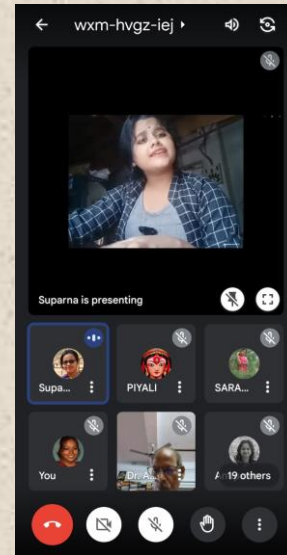 wxm-hvgz-iej
Suparna is presenting
Supa...
PIYALI
SARA...
You
Dr. A...
19 others